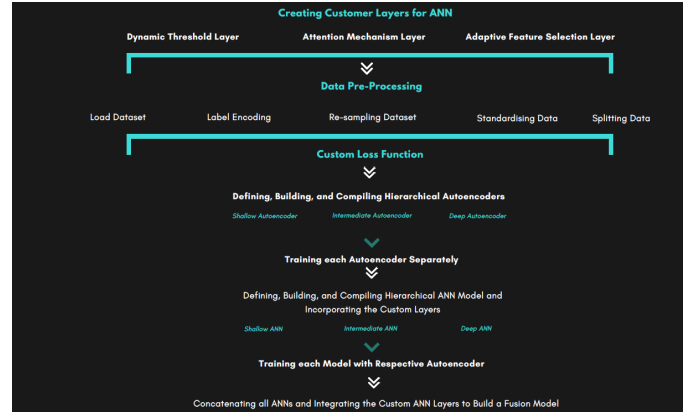 Creating Customer Layers for ANN
Dynamic Threshold Layer Attention Mechanism Layer Adaptive Feature Selection Layer
Data Pre-Processing
Load Dataset Label Encoding Re-sampling Dataset Standardising Data Splitting Data
Custom Loss Function
Defining, Building, and Compiling Hierarchical Autoencoders
Shallow Autoencoder Intermediate Autoencoder Deep Autoencoder
Training each Autoencoder Separately
Defining, Building, and Compiling Hierarchical ANN Model and
Incorporating the Custom Layers
Shallow ANN Intermediate ANN Deep ANN
Training each Model with Respective Autoencoder
Concatenating all ANNs and Integrating the Custom ANN Layers to Build a Fusion Model